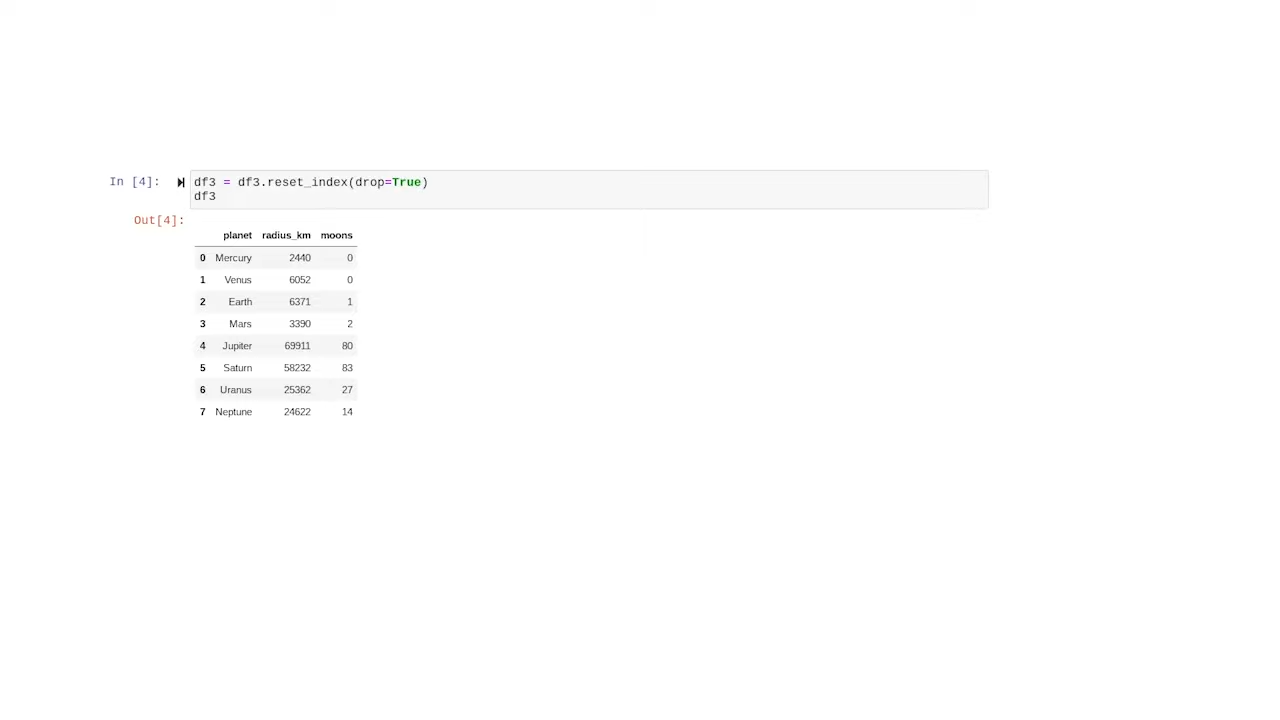 In [4]: df3 = df3.reset_index(drop=True)
df3
Out[4]:
planet radius_km moons
0 Mercury 2440 0
1 Venus 6052 0
2 Earth 6371 1
3 Mars 3390 2
4 Jupiter 69911 80
5 Saturn 58232 83
6 Uranus 25362 27
7 Neptune 24622 14